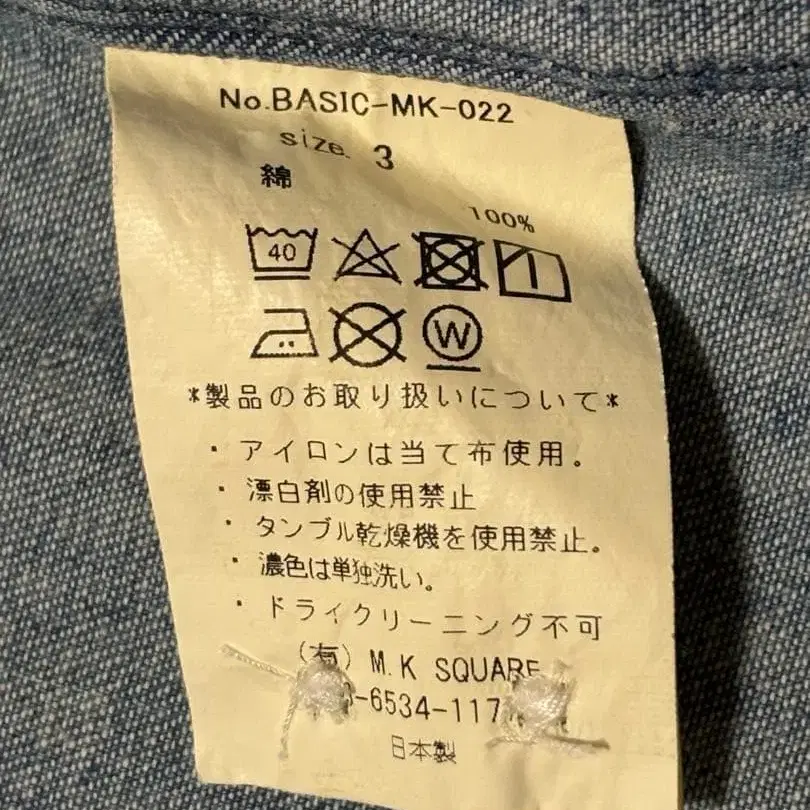 No.BASIC-MK-022
size. 3
綿
100%
40
W
*製品のお取り扱いについて*
・アイロンは当て布使用。
・漂白剤の使用禁止
・タンブル乾燥機を使用禁止。
・濃色は単独洗い。
・ドライクリーニング不可
(有) M.K SQUARE
-6534-117
日本製